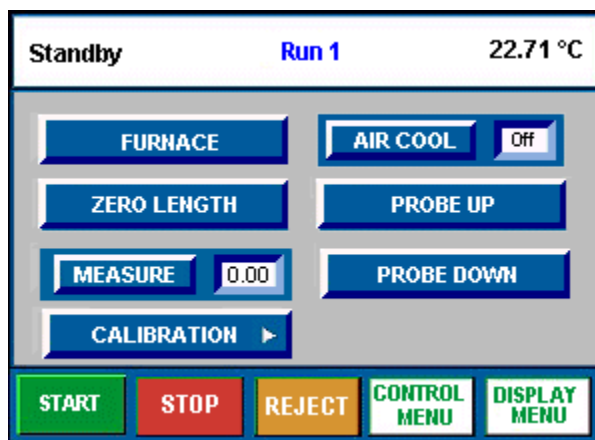 Standby Run 1 22.71 °C
FURNACE
AIR COOL Off
ZERO LENGTH
PROBE UP
MEASURE 0.00
PROBE DOWN
CALIBRATION
START
STOP
REJECT
CONTROL
MENU
DISPLAY
MENU